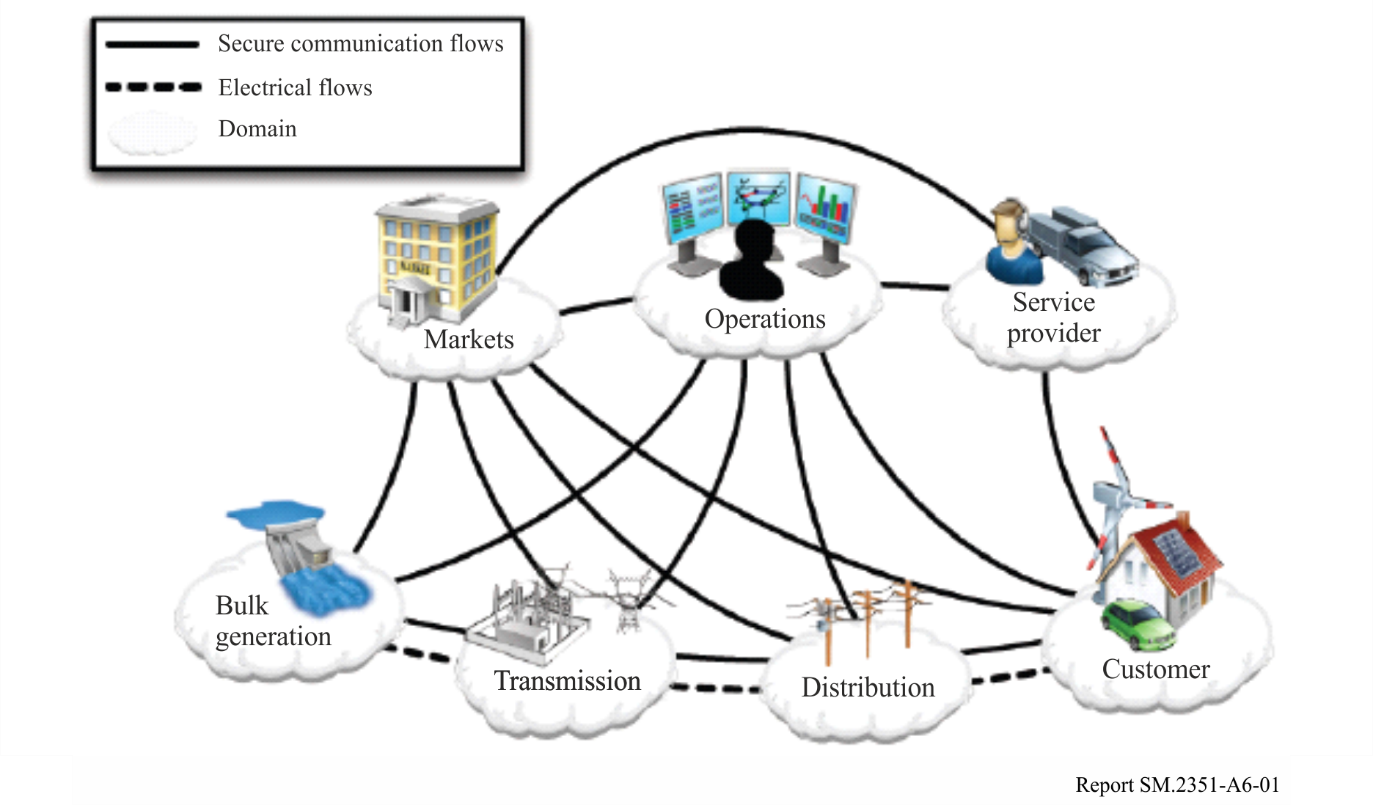 Secure communication flows
Electrical flows
Domain
Markets
Operations
Service
provider
Bulk
generation
Transmission
Distribution
Customer
Report SM.2351-A6-01